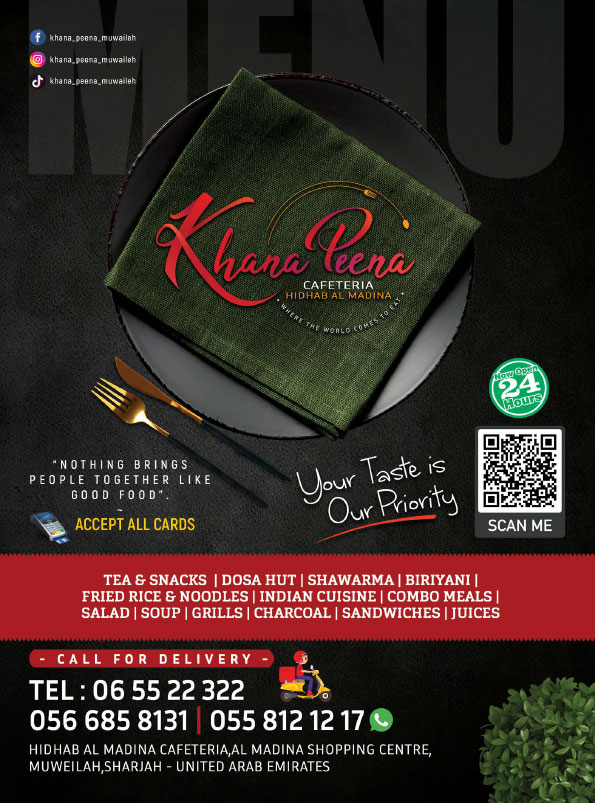 MENU
khana_peena_muwaileh
khana_peena_muwaileh
khana_peena_muwaileh
Khana Peena
CAFETERIA
HIDHAB AL MADINA
• WHERE THE WORLD COMES TO EAT •
Now Open
24
Hours
"NOTHING BRINGS
PEOPLE TOGETHER LIKE
GOOD FOOD".
~
ACCEPT ALL CARDS
Your Taste is
Our Priority
SCAN ME
TEA & SNACKS | DOSA HUT | SHAWARMA | BIRIYANI |
FRIED RICE & NOODLES | INDIAN CUISINE | COMBO MEALS |
SALAD | SOUP | GRILLS | CHARCOAL | SANDWICHES | JUICES
- CALL FOR DELIVERY -
TEL : 06 55 22 322
056 685 8131 | 055 812 12 17
HIDHAB AL MADINA CAFETERIA,AL MADINA SHOPPING CENTRE,
MUWEILAH,SHARJAH - UNITED ARAB EMIRATES